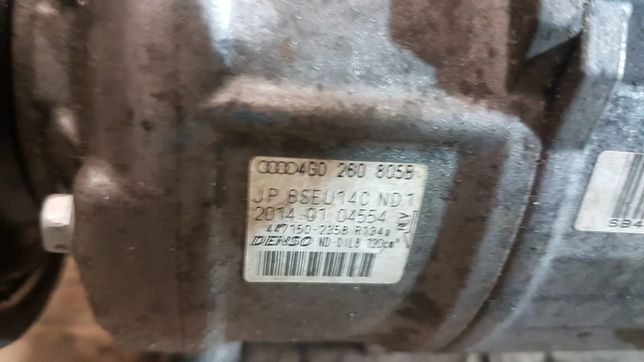 4G0 260 805B
JP 6SEU14C ND1
2014 01 04554
447150-2358 R134a
DENSO ND-OIL8 120cm³